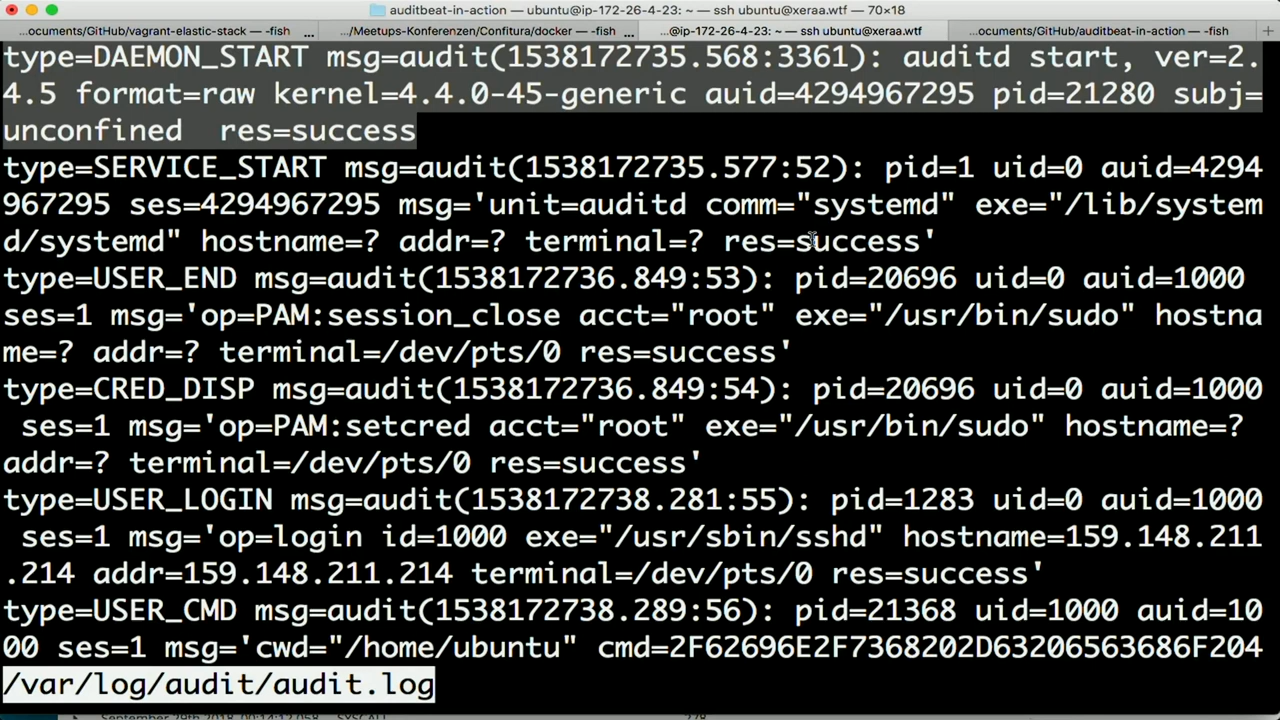 auditbeat-in-action — ubuntu@ip-172-26-4-23: ~ — ssh ubuntu@xeraa.wtf — 70×18
...ocuments/GitHub/vagrant-elastic-stack — -fish ... .../Meetups-Konferenzen/Confitura/docker — -fish ... ...@ip-172-26-4-23: ~ — ssh ubuntu@xeraa.wtf ...ocuments/GitHub/auditbeat-in-action — -fish +
type=DAEMON_START msg=audit(1538172735.568:3361): auditd start, ver=2.
4.5 format=raw kernel=4.4.0-45-generic auid=4294967295 pid=21280 subj=
unconfined  res=success
type=SERVICE_START msg=audit(1538172735.577:52): pid=1 uid=0 auid=4294
967295 ses=4294967295 msg='unit=auditd comm="systemd" exe="/lib/system
d/systemd" hostname=? addr=? terminal=? res=success'
type=USER_END msg=audit(1538172736.849:53): pid=20696 uid=0 auid=1000
ses=1 msg='op=PAM:session_close acct="root" exe="/usr/bin/sudo" hostna
me=? addr=? terminal=/dev/pts/0 res=success'
type=CRED_DISP msg=audit(1538172736.849:54): pid=20696 uid=0 auid=1000
 ses=1 msg='op=PAM:setcred acct="root" exe="/usr/bin/sudo" hostname=?
addr=? terminal=/dev/pts/0 res=success'
type=USER_LOGIN msg=audit(1538172738.281:55): pid=1283 uid=0 auid=1000
 ses=1 msg='op=login id=1000 exe="/usr/sbin/sshd" hostname=159.148.211
.214 addr=159.148.211.214 terminal=/dev/pts/0 res=success'
type=USER_CMD msg=audit(1538172738.289:56): pid=21368 uid=1000 auid=10
00 ses=1 msg='cwd="/home/ubuntu" cmd=2F62696E2F7368202D63206563686F204
/var/log/audit/audit.log